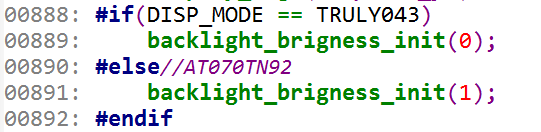 00888: #if(DISP_MODE == TRULY043)
00889:     backlight_brigness_init(0);
00890: #else//AT070TN92
00891:     backlight_brigness_init(1);
00892: #endif